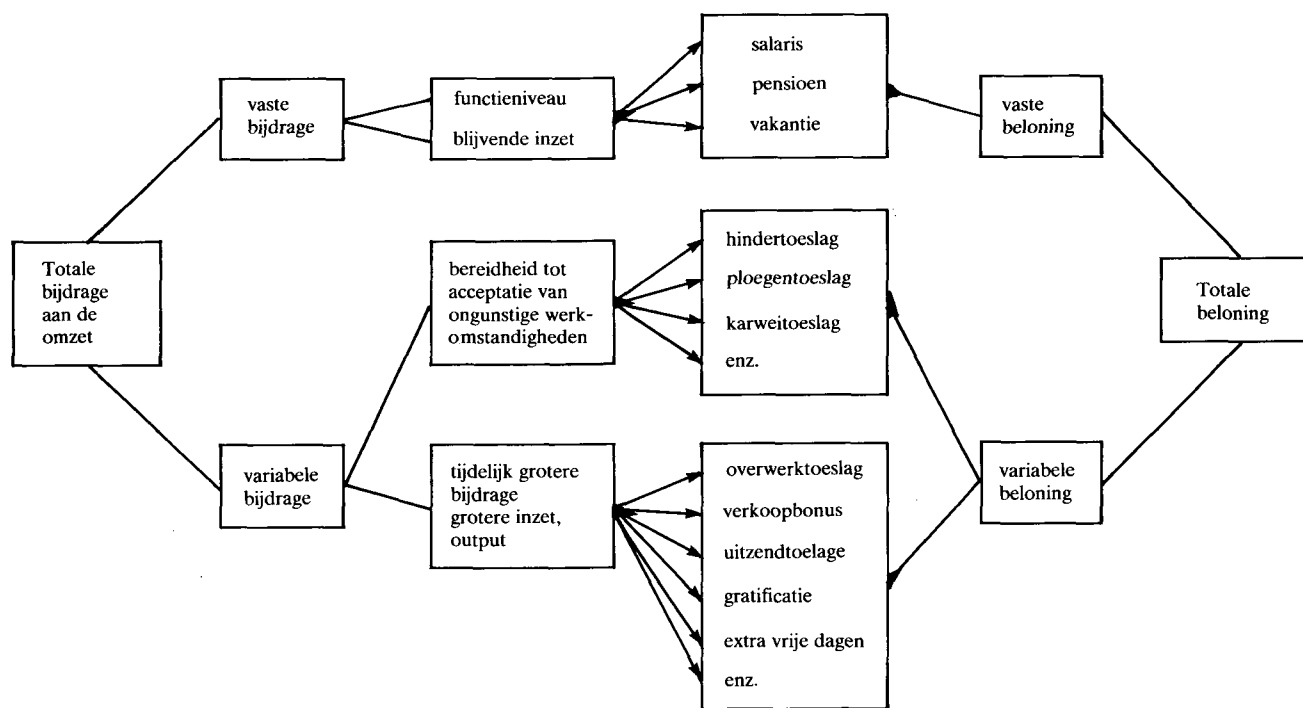 Totale
bijdrage
aan de
omzet
vaste
bijdrage
variabele
bijdrage
functieniveau
blijvende inzet
bereidheid tot
acceptatie van
ongunstige werk-
omstandigheden
tijdelijk grotere
bijdrage
grotere inzet,
output
salaris
pensioen
vakantie
hindertoeslag
ploegentoeslag
karweitoeslag
enz.
overwerktoeslag
verkoopbonus
uitzendtoelage
gratificatie
extra vrije dagen
enz.
vaste
beloning
variabele
beloning
Totale
beloning